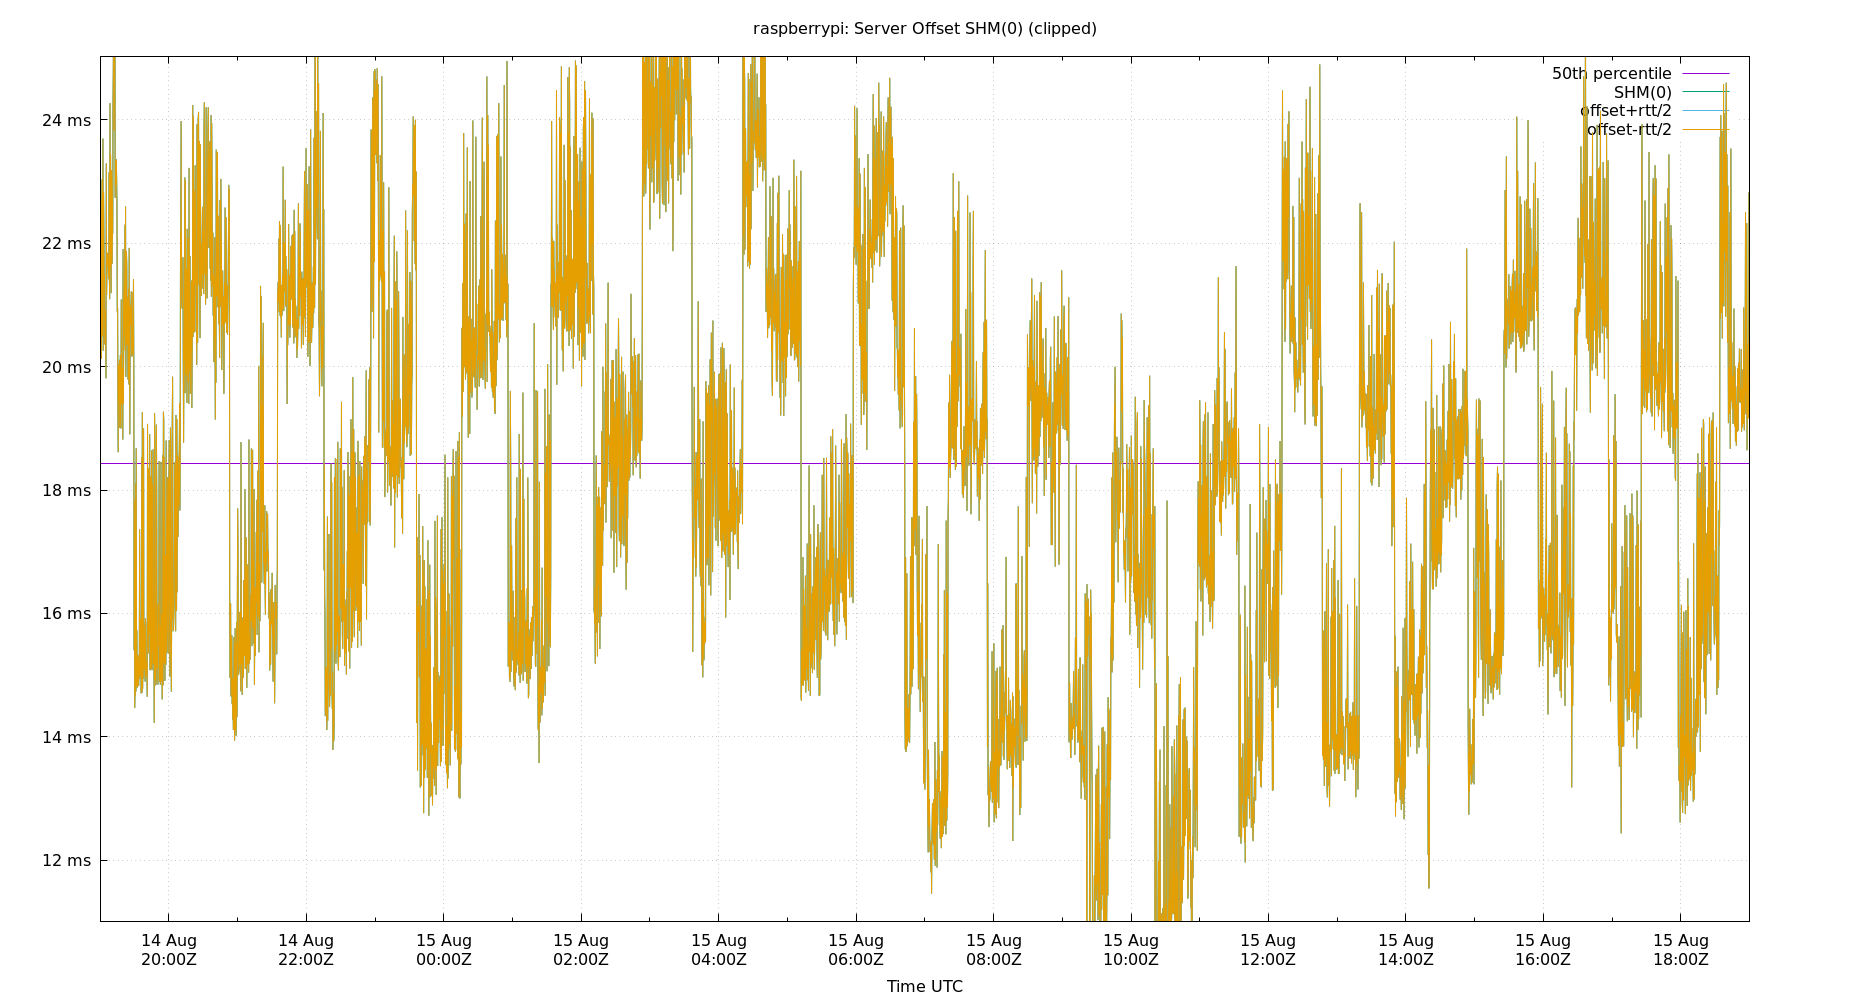 raspberrypi: Server Offset SHM(0) (clipped)
50th percentile
SHM(0)
offset+rtt/2
offset-rtt/2
24 ms
22 ms
20 ms
18 ms
16 ms
14 ms
12 ms
14 Aug 14 Aug 15 Aug 15 Aug 15 Aug 15 Aug 15 Aug 15 Aug 15 Aug 15 Aug 15 Aug 15 Aug
20:00Z 22:00Z 00:00Z 02:00Z 04:00Z 06:00Z 08:00Z 10:00Z 12:00Z 14:00Z 16:00Z 18:00Z
Time UTC